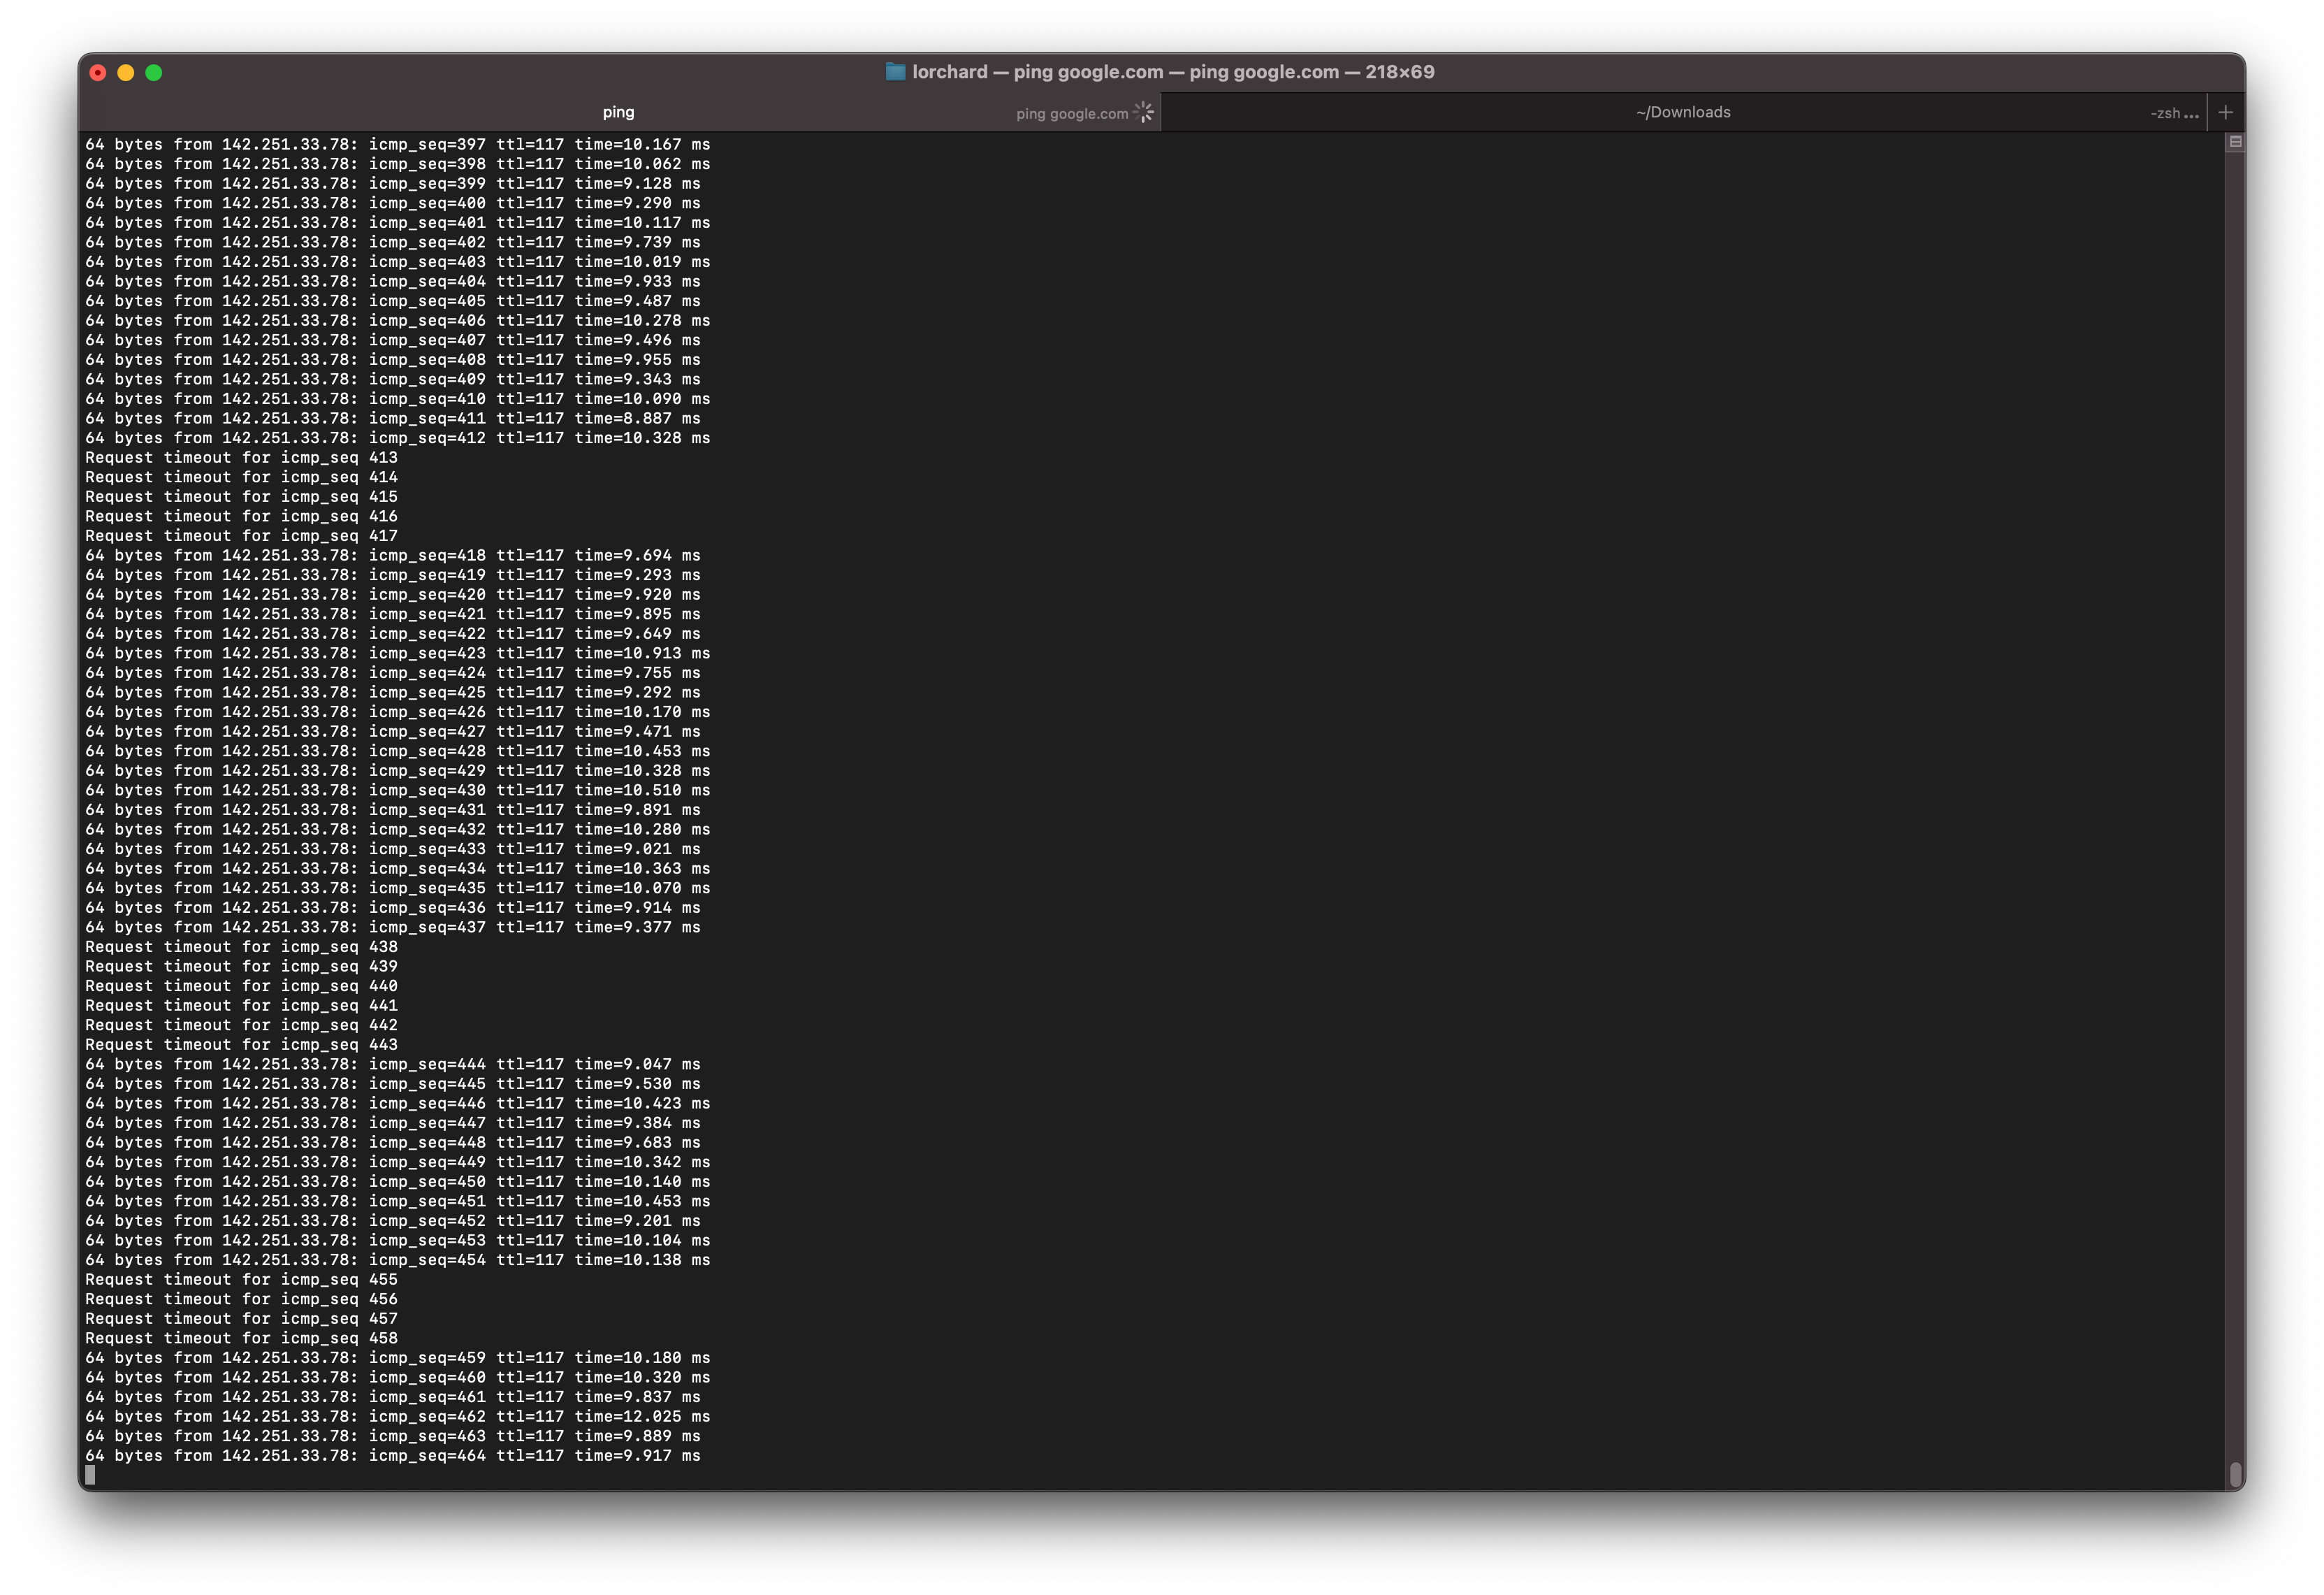 lorchard — ping google.com — ping google.com — 218×69
ping
ping google.com
~/Downloads
-zsh ...
64 bytes from 142.251.33.78: icmp_seq=397 ttl=117 time=10.167 ms
64 bytes from 142.251.33.78: icmp_seq=398 ttl=117 time=10.062 ms
64 bytes from 142.251.33.78: icmp_seq=399 ttl=117 time=9.128 ms
64 bytes from 142.251.33.78: icmp_seq=400 ttl=117 time=9.290 ms
64 bytes from 142.251.33.78: icmp_seq=401 ttl=117 time=10.117 ms
64 bytes from 142.251.33.78: icmp_seq=402 ttl=117 time=9.739 ms
64 bytes from 142.251.33.78: icmp_seq=403 ttl=117 time=10.019 ms
64 bytes from 142.251.33.78: icmp_seq=404 ttl=117 time=9.933 ms
64 bytes from 142.251.33.78: icmp_seq=405 ttl=117 time=9.487 ms
64 bytes from 142.251.33.78: icmp_seq=406 ttl=117 time=10.278 ms
64 bytes from 142.251.33.78: icmp_seq=407 ttl=117 time=9.496 ms
64 bytes from 142.251.33.78: icmp_seq=408 ttl=117 time=9.955 ms
64 bytes from 142.251.33.78: icmp_seq=409 ttl=117 time=9.343 ms
64 bytes from 142.251.33.78: icmp_seq=410 ttl=117 time=10.090 ms
64 bytes from 142.251.33.78: icmp_seq=411 ttl=117 time=8.887 ms
64 bytes from 142.251.33.78: icmp_seq=412 ttl=117 time=10.328 ms
Request timeout for icmp_seq 413
Request timeout for icmp_seq 414
Request timeout for icmp_seq 415
Request timeout for icmp_seq 416
Request timeout for icmp_seq 417
64 bytes from 142.251.33.78: icmp_seq=418 ttl=117 time=9.694 ms
64 bytes from 142.251.33.78: icmp_seq=419 ttl=117 time=9.293 ms
64 bytes from 142.251.33.78: icmp_seq=420 ttl=117 time=9.920 ms
64 bytes from 142.251.33.78: icmp_seq=421 ttl=117 time=9.895 ms
64 bytes from 142.251.33.78: icmp_seq=422 ttl=117 time=9.649 ms
64 bytes from 142.251.33.78: icmp_seq=423 ttl=117 time=10.913 ms
64 bytes from 142.251.33.78: icmp_seq=424 ttl=117 time=9.755 ms
64 bytes from 142.251.33.78: icmp_seq=425 ttl=117 time=9.292 ms
64 bytes from 142.251.33.78: icmp_seq=426 ttl=117 time=10.170 ms
64 bytes from 142.251.33.78: icmp_seq=427 ttl=117 time=9.471 ms
64 bytes from 142.251.33.78: icmp_seq=428 ttl=117 time=10.453 ms
64 bytes from 142.251.33.78: icmp_seq=429 ttl=117 time=10.328 ms
64 bytes from 142.251.33.78: icmp_seq=430 ttl=117 time=10.510 ms
64 bytes from 142.251.33.78: icmp_seq=431 ttl=117 time=9.891 ms
64 bytes from 142.251.33.78: icmp_seq=432 ttl=117 time=10.280 ms
64 bytes from 142.251.33.78: icmp_seq=433 ttl=117 time=9.021 ms
64 bytes from 142.251.33.78: icmp_seq=434 ttl=117 time=10.363 ms
64 bytes from 142.251.33.78: icmp_seq=435 ttl=117 time=10.070 ms
64 bytes from 142.251.33.78: icmp_seq=436 ttl=117 time=9.914 ms
64 bytes from 142.251.33.78: icmp_seq=437 ttl=117 time=9.377 ms
Request timeout for icmp_seq 438
Request timeout for icmp_seq 439
Request timeout for icmp_seq 440
Request timeout for icmp_seq 441
Request timeout for icmp_seq 442
Request timeout for icmp_seq 443
64 bytes from 142.251.33.78: icmp_seq=444 ttl=117 time=9.047 ms
64 bytes from 142.251.33.78: icmp_seq=445 ttl=117 time=9.530 ms
64 bytes from 142.251.33.78: icmp_seq=446 ttl=117 time=10.423 ms
64 bytes from 142.251.33.78: icmp_seq=447 ttl=117 time=9.384 ms
64 bytes from 142.251.33.78: icmp_seq=448 ttl=117 time=9.683 ms
64 bytes from 142.251.33.78: icmp_seq=449 ttl=117 time=10.342 ms
64 bytes from 142.251.33.78: icmp_seq=450 ttl=117 time=10.140 ms
64 bytes from 142.251.33.78: icmp_seq=451 ttl=117 time=10.453 ms
64 bytes from 142.251.33.78: icmp_seq=452 ttl=117 time=9.201 ms
64 bytes from 142.251.33.78: icmp_seq=453 ttl=117 time=10.104 ms
64 bytes from 142.251.33.78: icmp_seq=454 ttl=117 time=10.138 ms
Request timeout for icmp_seq 455
Request timeout for icmp_seq 456
Request timeout for icmp_seq 457
Request timeout for icmp_seq 458
64 bytes from 142.251.33.78: icmp_seq=459 ttl=117 time=10.180 ms
64 bytes from 142.251.33.78: icmp_seq=460 ttl=117 time=10.320 ms
64 bytes from 142.251.33.78: icmp_seq=461 ttl=117 time=9.837 ms
64 bytes from 142.251.33.78: icmp_seq=462 ttl=117 time=12.025 ms
64 bytes from 142.251.33.78: icmp_seq=463 ttl=117 time=9.889 ms
64 bytes from 142.251.33.78: icmp_seq=464 ttl=117 time=9.917 ms